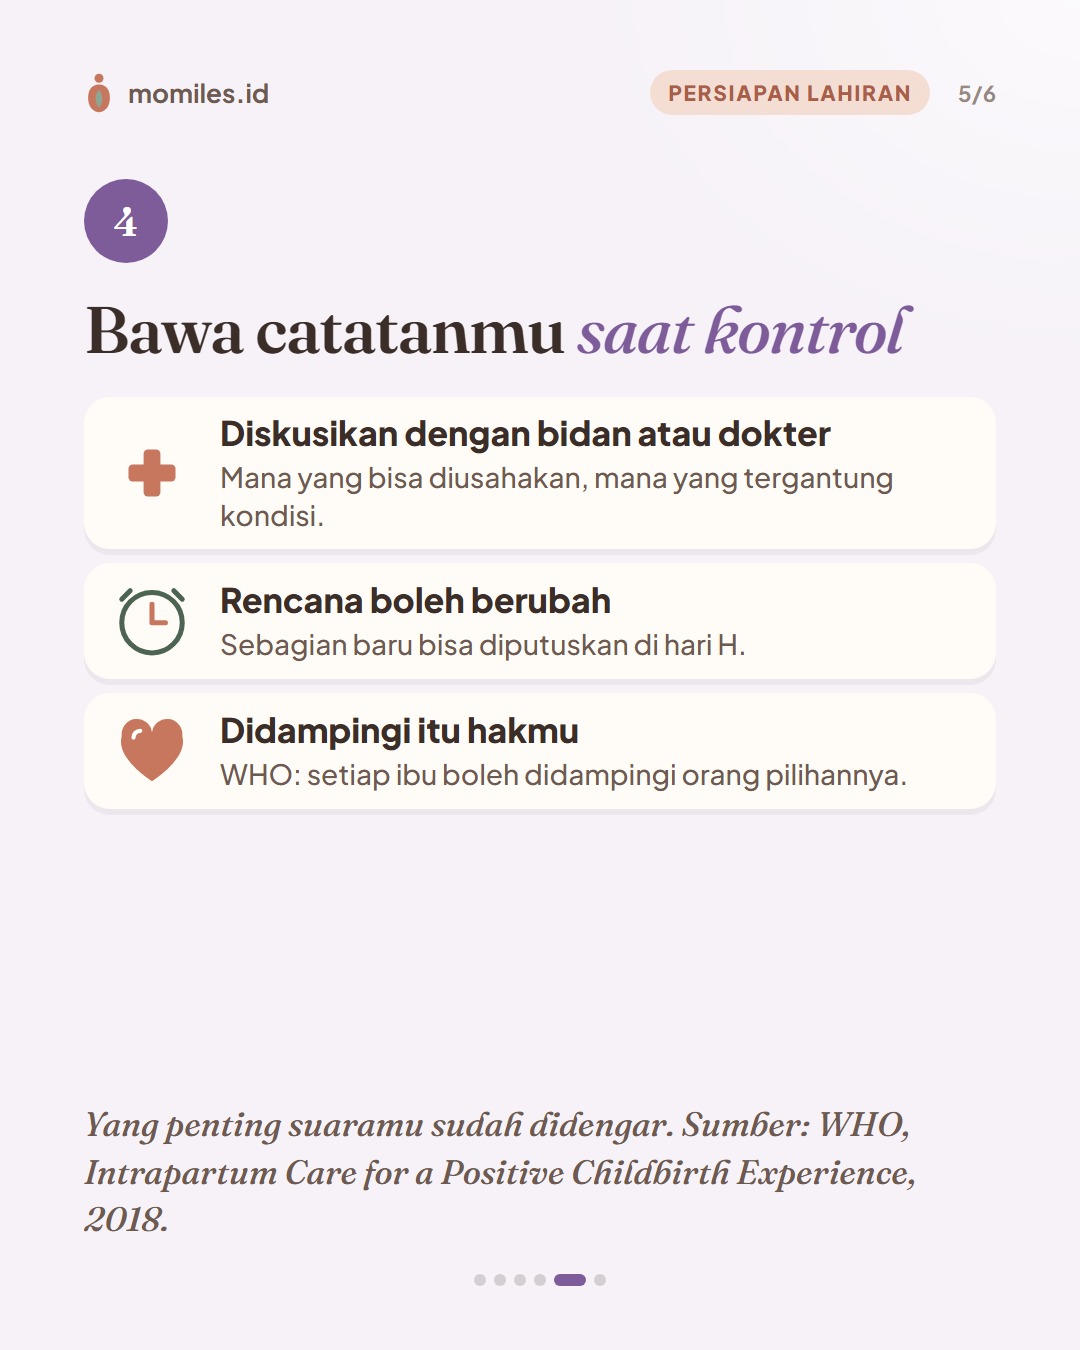 momiles.id
PERSIAPAN LAHIRAN
5/6
4
Bawa catatanmu saat kontrol
Diskusikan dengan bidan atau dokter
Mana yang bisa diusahakan, mana yang tergantung
kondisi.
Rencana boleh berubah
Sebagian baru bisa diputuskan di hari H.
Didampingi itu hakmu
WHO: setiap ibu boleh didampingi orang pilihannya.
Yang penting suaramu sudah didengar. Sumber: WHO,
Intrapartum Care for a Positive Childbirth Experience,
2018.